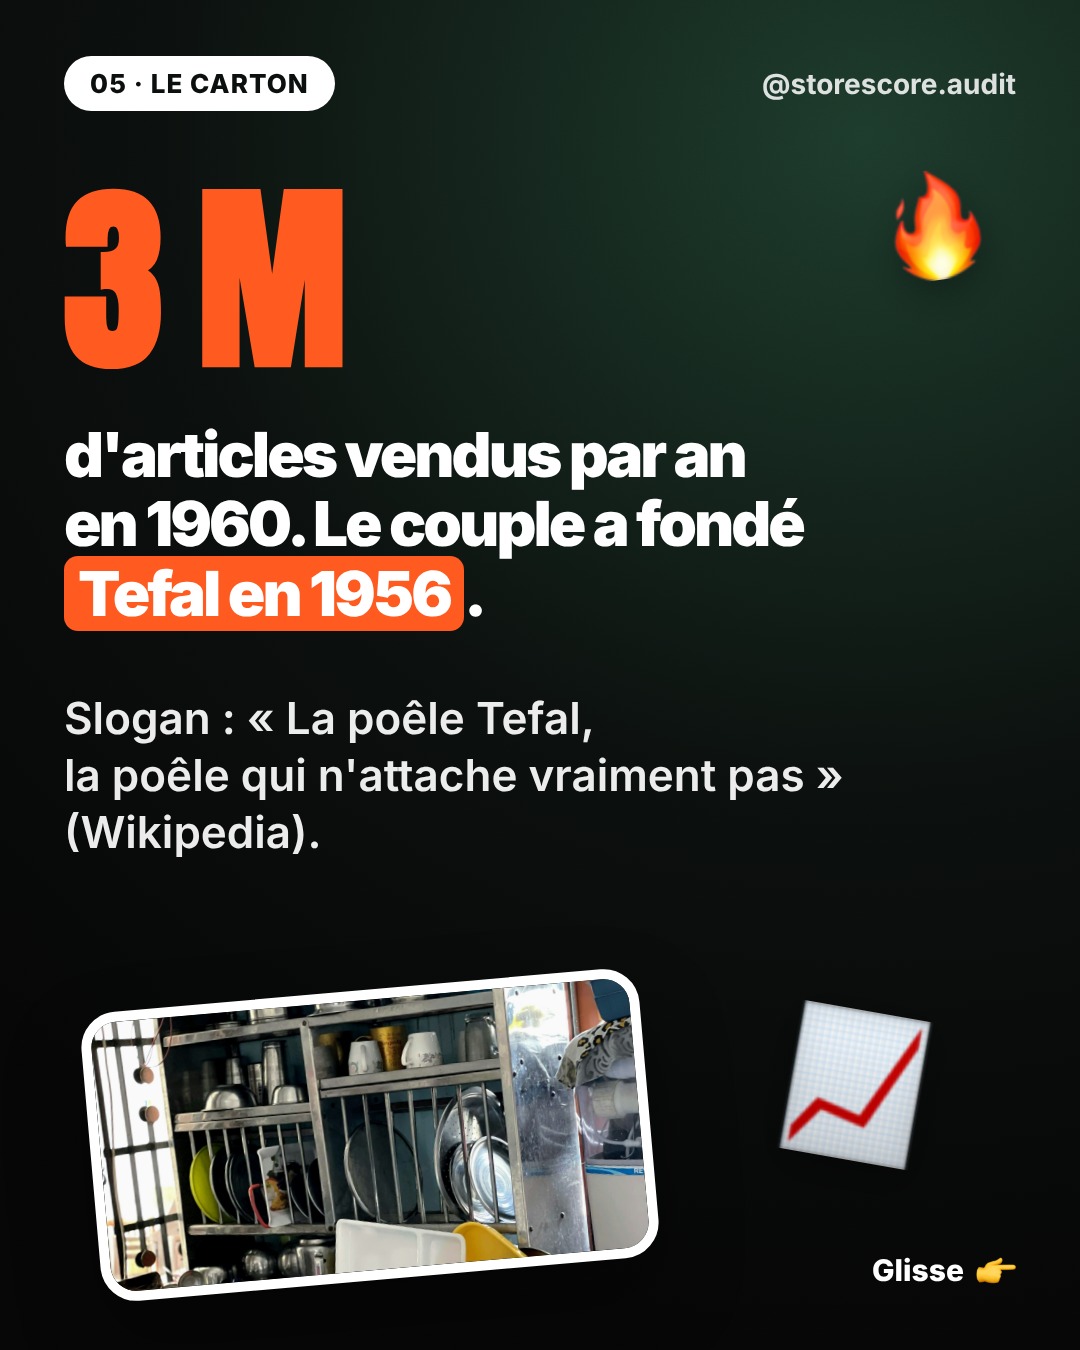 05 · LE CARTON
@storescore.audit
3 M
d'articles vendus par an
en 1960. Le couple a fondé
Tefal en 1956 .
Slogan : « La poêle Tefal,
la poêle qui n'attache vraiment pas »
(Wikipedia).
Glisse 👉